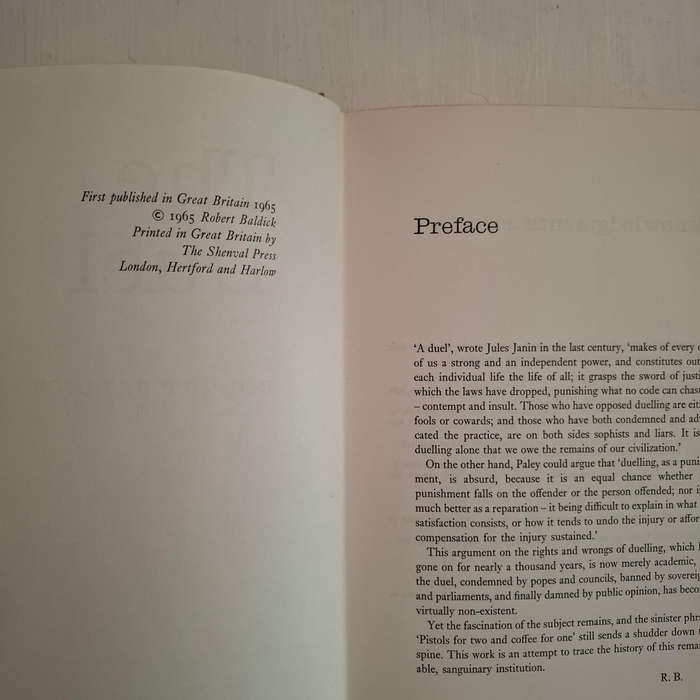 First published in Great Britain 1965
© 1965 Robert Baldick
Printed in Great Britain by
The Shenval Press
London, Hertford and Harlow
Preface
'A duel', wrote Jules Janin in the last century, 'makes of every
of us a strong and an independent power, and constitutes out
each individual life the life of all; it grasps the sword of
which the laws have dropped, punishing what no code can
– contempt and insult. Those who have opposed duelling are
fools or cowards; and those who have both condemned and
cated the practice, are on both sides sophists and liars. It is
duelling alone that we owe the remains of our civilization.'
On the other hand, Paley could argue that 'duelling, as a
ment, is absurd, because it is an equal chance whether
punishment falls on the offender or the person offended; nor
much better as a reparation – it being difficult to explain in what
satisfaction consists, or how it tends to undo the injury or
compensation for the injury sustained.'
This argument on the rights and wrongs of duelling, which
gone on for nearly a thousand years, is now merely academic,
the duel, condemned by popes and councils, banned by
and parliaments, and finally damned by public opinion, has
virtually non-existent.
Yet the fascination of the subject remains, and the sinister
'Pistols for two and coffee for one' still sends a shudder down
spine. This work is an attempt to trace the history of this
able, sanguinary institution.
R. B.